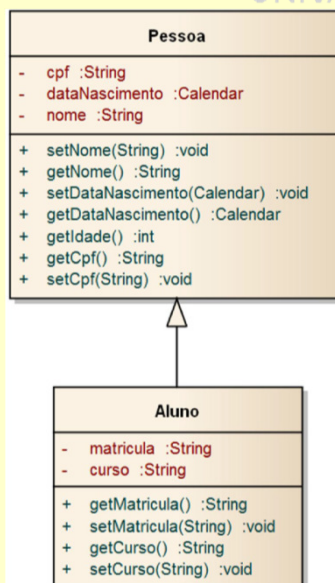 Pessoa
- cpf :String
- dataNascimento :Calendar
- nome :String
+ setNome(String) :void
+ getNome() :String
+ setDataNascimento(Calendar) :void
+ getDataNascimento() :Calendar
+ getIdade() :int
+ getCpf() :String
+ setCpf(String) :void
Aluno
- matricula :String
- curso :String
+ getMatricula() :String
+ setMatricula(String) :void
+ getCurso() :String
+ setCurso(String) :void